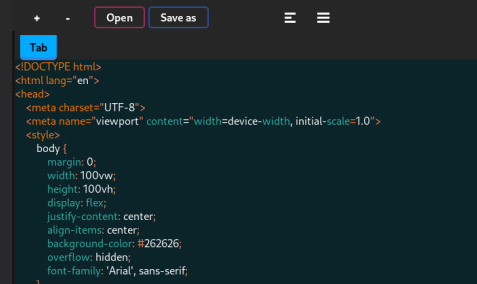 + - Open Save as
Tab
<!DOCTYPE html>
<html lang="en">
<head>
<meta charset="UTF-8">
<meta name="viewport" content="width=device-width, initial-scale=1.0">
<style>
body {
margin: 0;
width: 100vw;
height: 100vh;
display: flex;
justify-content: center;
align-items: center;
background-color: #262626;
overflow: hidden;
font-family: 'Arial', sans-serif;
}